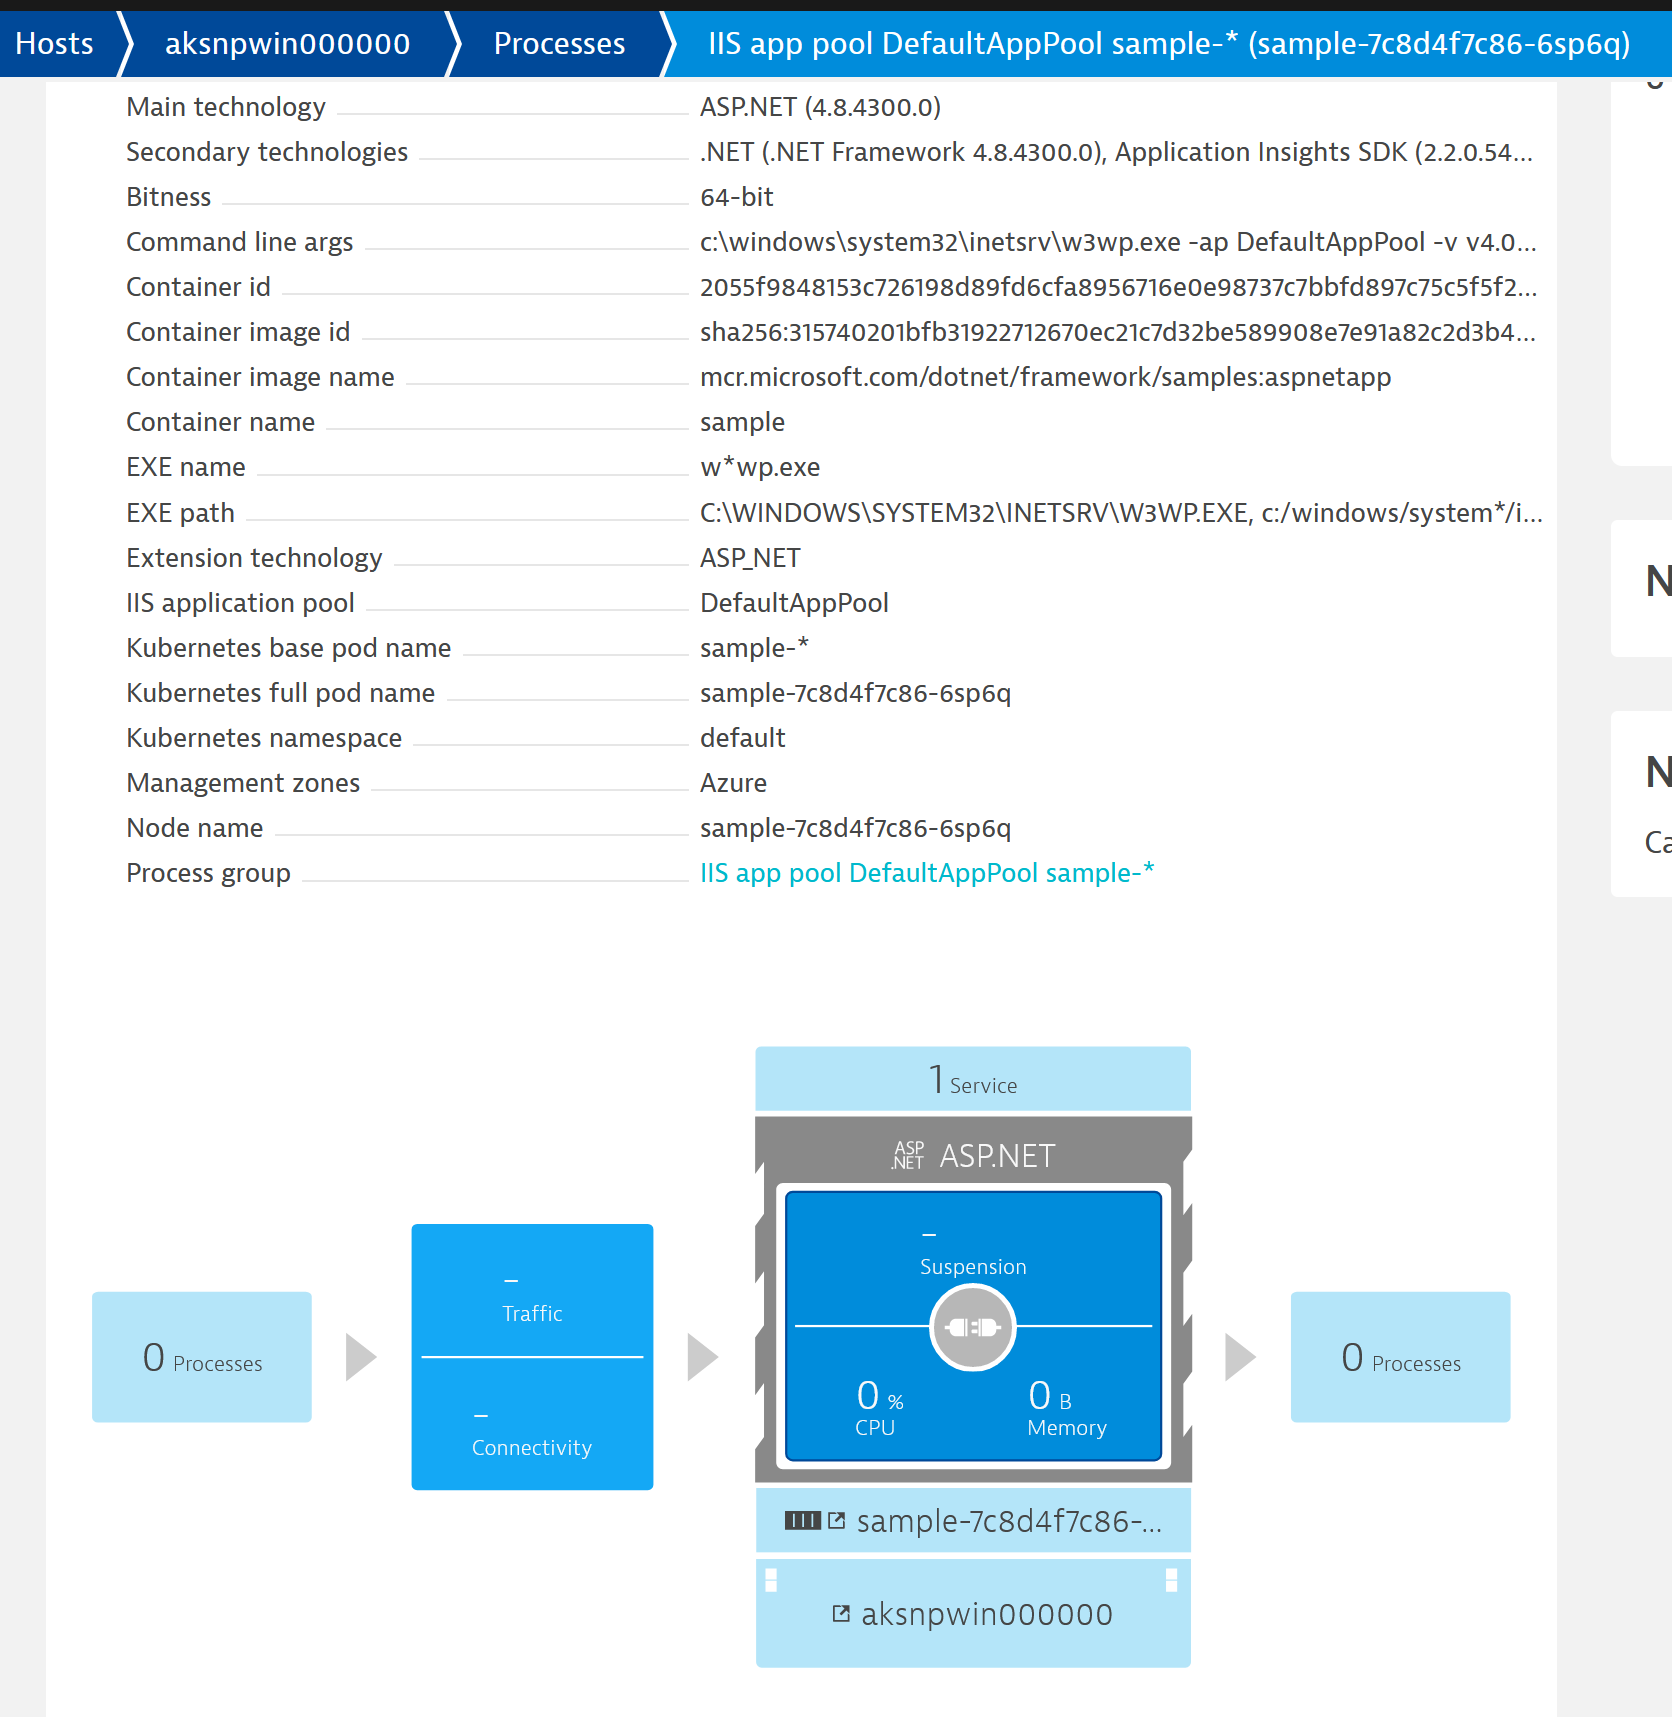 Hosts
aksnpwin000000
Processes
IIS app pool DefaultAppPool sample-* (sample-7c8d4f7c86-6sp6q)
Main technology ASP.NET (4.8.4300.0)
Secondary technologies .NET (.NET Framework 4.8.4300.0), Application Insights SDK (2.2.0.54...
Bitness 64-bit
Command line args c:\windows\system32\inetsrv\w3wp.exe -ap DefaultAppPool -v v4.0...
Container id 2055f9848153c726198d89fd6cfa8956716e0e98737c7bbfd897c75c5f5f2...
Container image id sha256:315740201bfb31922712670ec21c7d32be589908e7e91a82c2d3b4...
Container image name mcr.microsoft.com/dotnet/framework/samples:aspnetapp
Container name sample
EXE name w*wp.exe
EXE path C:\WINDOWS\SYSTEM32\INETSRV\W3WP.EXE, c:/windows/system*/i...
Extension technology ASP_NET
IIS application pool DefaultAppPool
Kubernetes base pod name sample-*
Kubernetes full pod name sample-7c8d4f7c86-6sp6q
Kubernetes namespace default
Management zones Azure
Node name sample-7c8d4f7c86-6sp6q
Process group IIS app pool DefaultAppPool sample-*
N
N
Ca
1 Service
ASP .NET ASP.NET
–
Suspension
0 % CPU
0 B Memory
0 Processes
–
Traffic
–
Connectivity
0 Processes
sample-7c8d4f7c86-...
aksnpwin000000